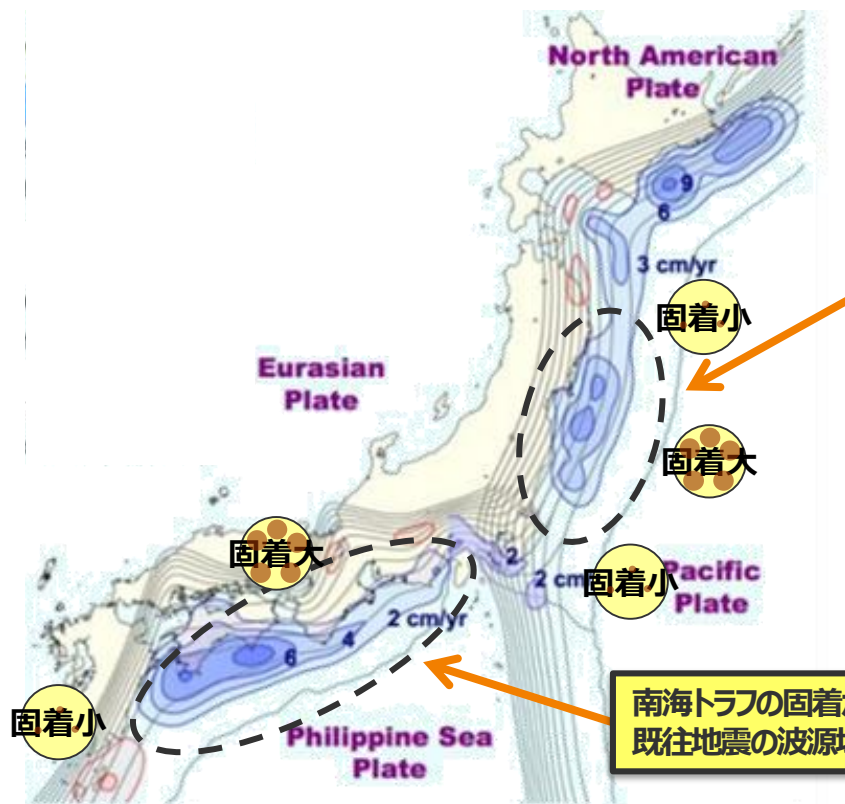 North American
Plate
9
6
3 cm/yr
固着小
Eurasian
Plate
固着大
固着大
2
2 cm
固着小
Pacific
Plate
2 cm/yr
4
6
固着小
Philippine Sea
Plate
南海トラフの固着
既往地震の波源